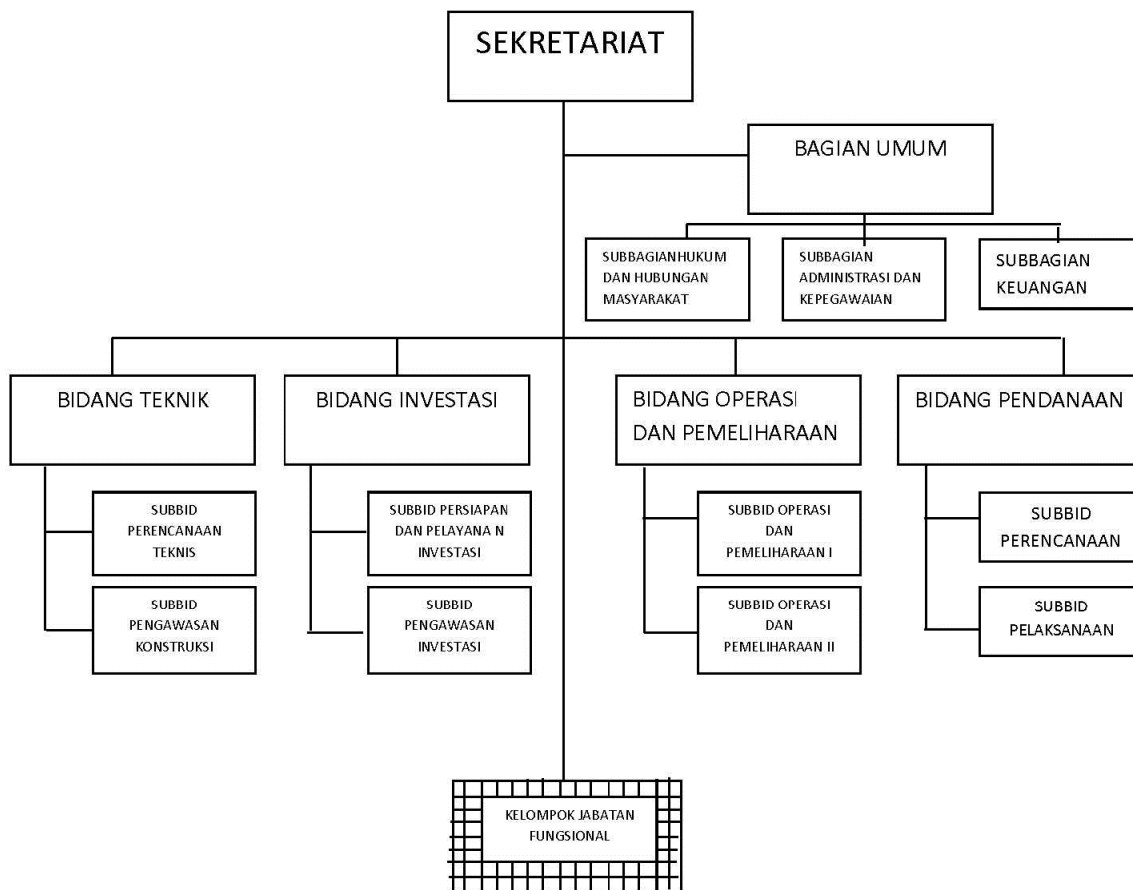 SEKRETARIAT
BAGIAN UMUM
SUBBAGIANHUKUM
DAN HUBUNGAN
MASYARAKAT
SUBBAGIAN
ADMINISTRASI DAN
KEPEGAWAIAN
SUBBAGIAN
KEUANGAN
BIDANG TEKNIK
BIDANG INVESTASI
BIDANG OPERASI
DAN PEMELIHARAAN
BIDANG PENDANAAN
SUBBID
PERENCANAAN
TEKNIS
SUBBID PERSIAPAN
DAN PELAYANA N
INVESTASI
SUBBID OPERASI
DAN
PEMELIHARAAN I
SUBBID
PERENCANAAN
SUBBID
PENGAWASAN
KONSTRUKSI
SUBBID
PENGAWASAN
INVESTASI
SUBBID OPERASI
DAN
PEMELIHARAAN II
SUBBID
PELAKSANAAN
KELOMPOK JABATAN
FUNGSIONAL